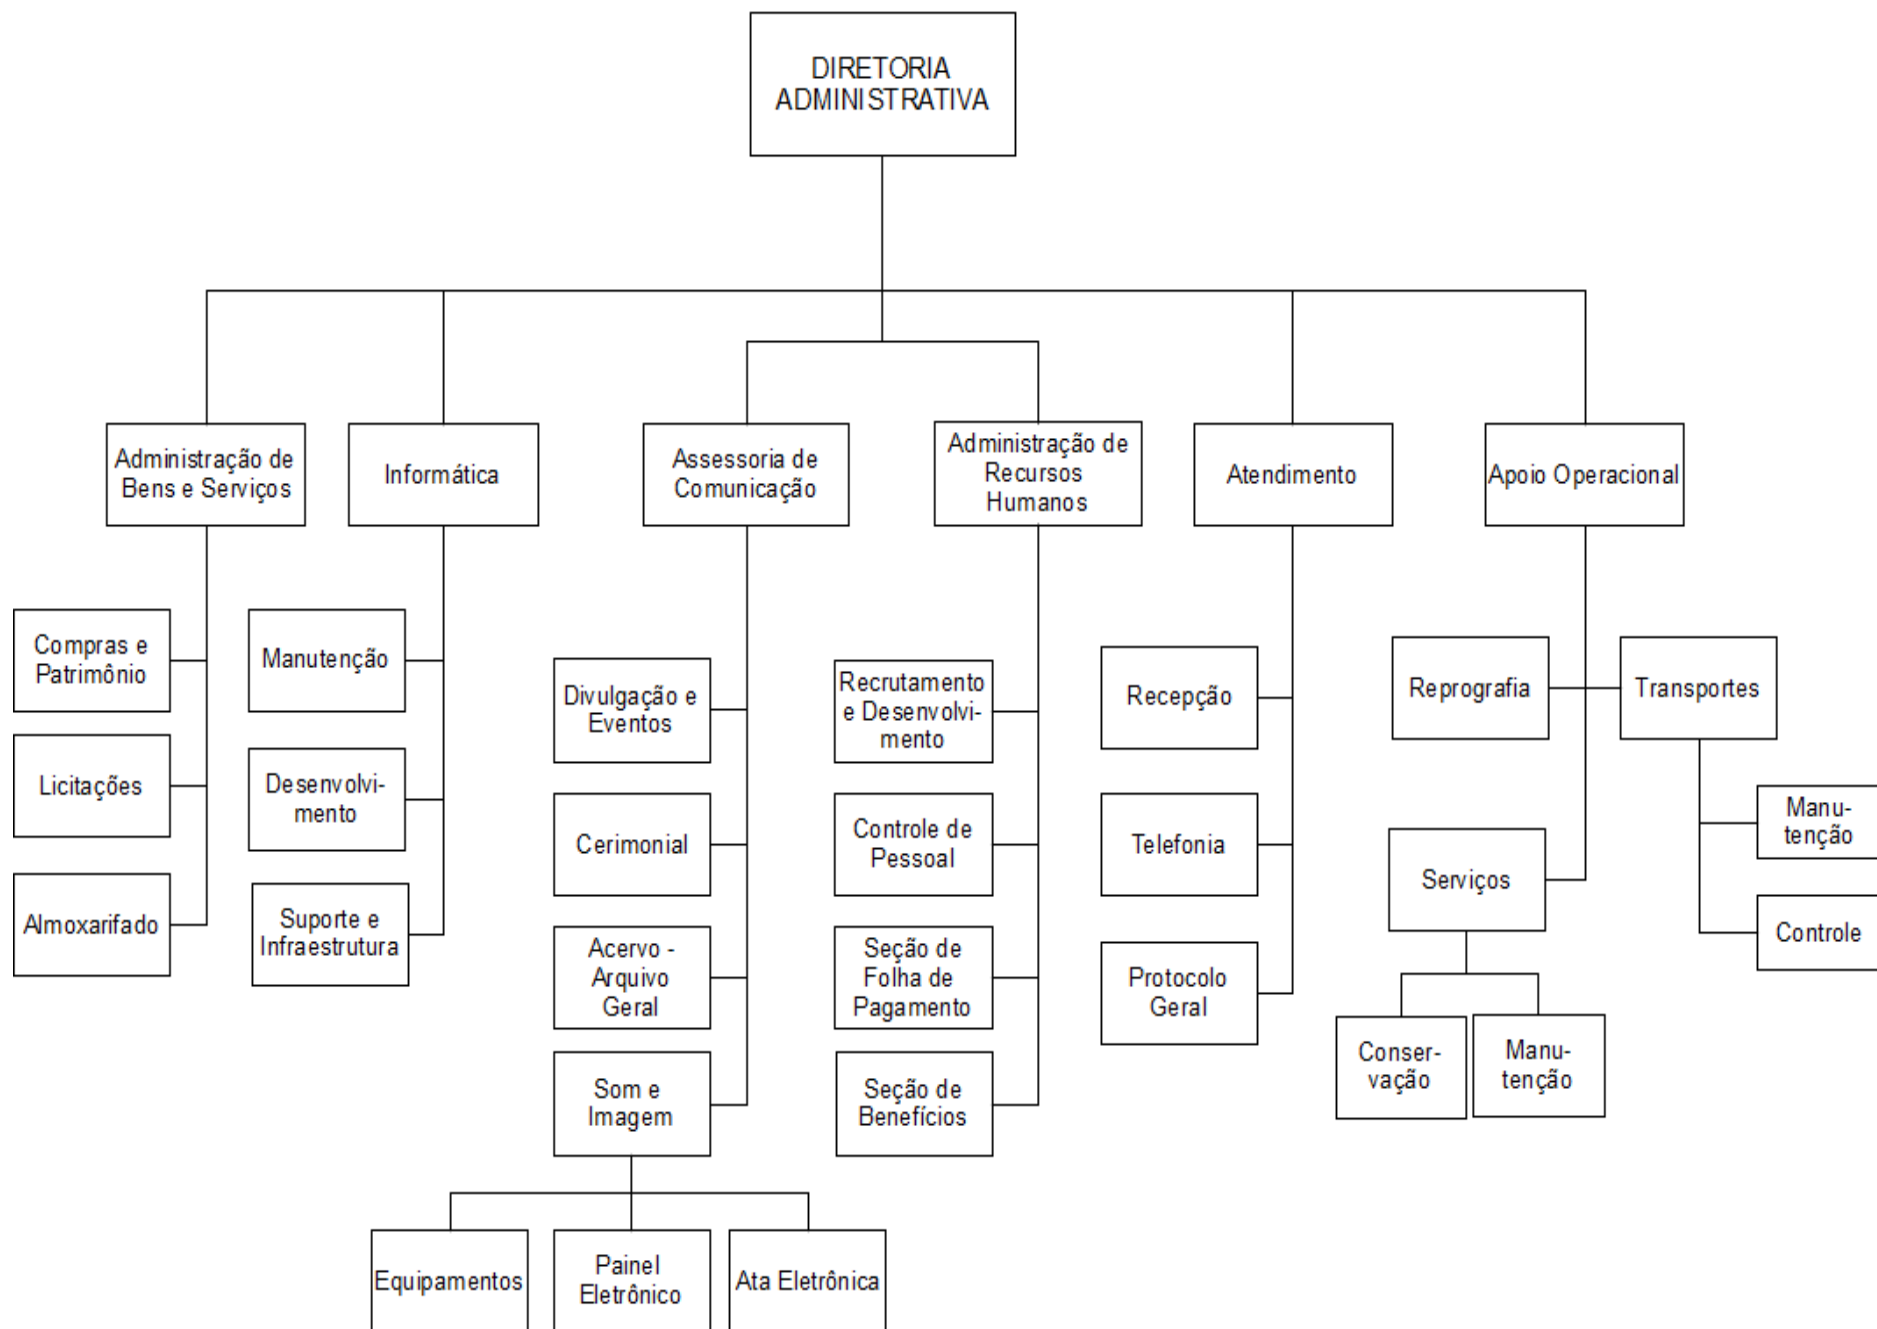 DIRETORIA
ADMINISTRATIVA
Administração de
Bens e Serviços
Informática
Assessoria de
Comunicação
Administração de
Recursos
Humanos
Atendimento
Apoio Operacional
Compras e
Patrimônio
Licitações
Almoxarifado
Manutenção
Desenvolvi-
mento
Suporte e
Infraestrutura
Divulgação e
Eventos
Cerimonial
Acervo -
Arquivo
Geral
Som e
Imagem
Equipamentos
Painel
Eletrônico
Ata Eletrônica
Recrutamento
e Desenvolvi-
mento
Controle de
Pessoal
Seção de
Folha de
Pagamento
Seção de
Benefícios
Recepção
Telefonia
Protocolo
Geral
Reprografia
Transportes
Manu-
tenção
Controle
Serviços
Conser-
vação
Manu-
tenção